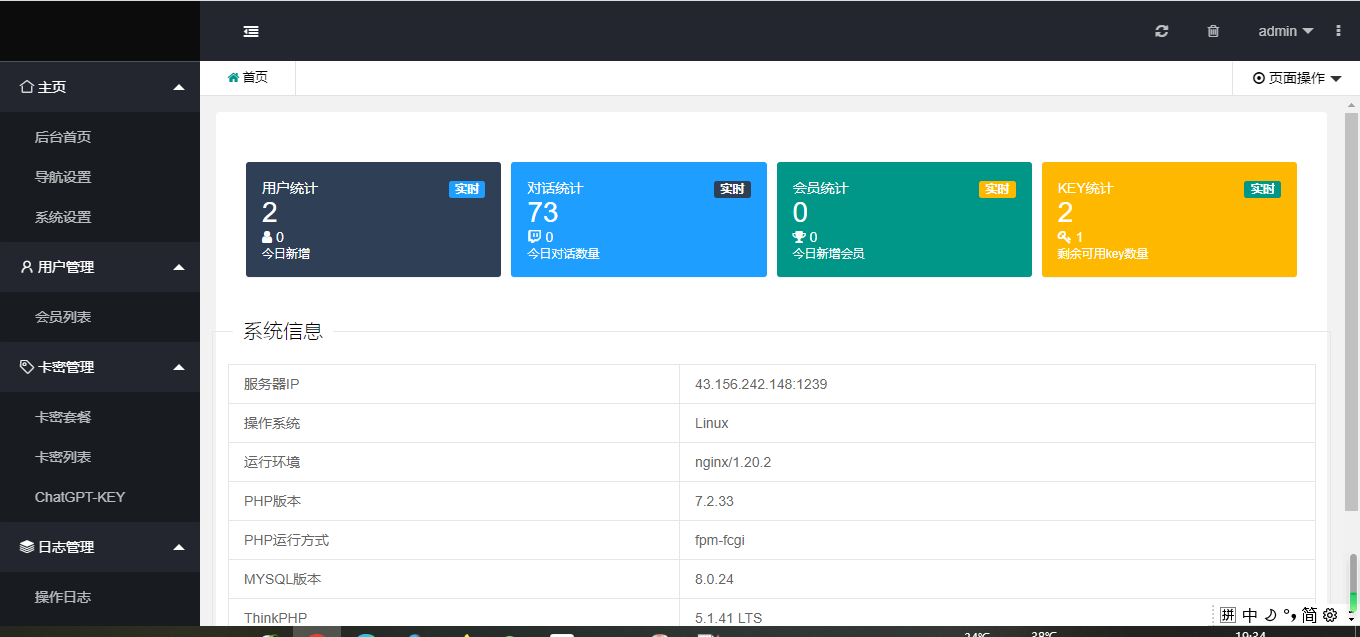 admin
主页
首页
页面操作
后台首页
导航设置
系统设置
用户管理
会员列表
卡密管理
卡密套餐
卡密列表
ChatGPT-KEY
日志管理
操作日志
用户统计 实时
2
0
今日新增
对话统计 实时
73
0
今日对话数量
会员统计 实时
0
0
今日新增会员
KEY统计 实时
2
1
剩余可用key数量
系统信息
服务器IP 43.156.242.148:1239
操作系统 Linux
运行环境 nginx/1.20.2
PHP版本 7.2.33
PHP运行方式 fpm-fcgi
MYSQL版本 8.0.24
ThinkPHP 5.1.41 LTS
拼 中 简